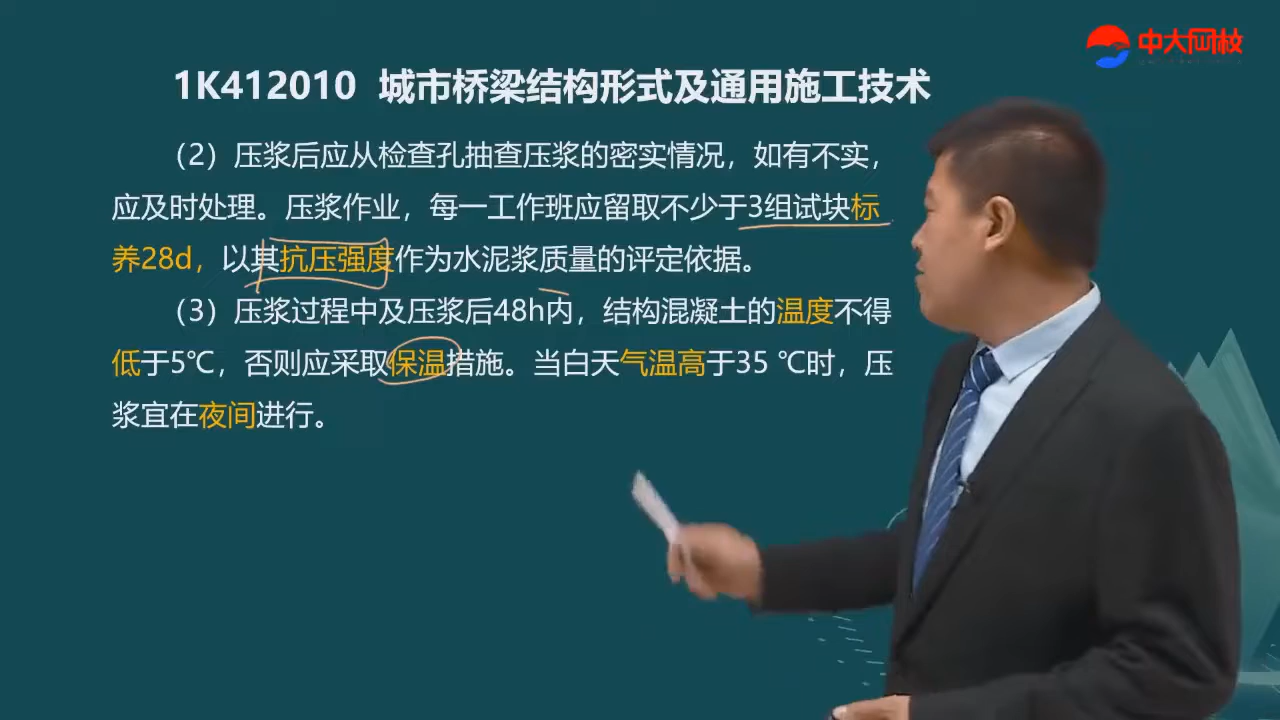 中大网校
1K412010 城市桥梁结构形式及通用施工技术
（2）压浆后应从检查孔抽查压浆的密实情况，如有不实，
应及时处理。压浆作业，每一工作班应留取不少于3组试块标
养28d，以其抗压强度作为水泥浆质量的评定依据。
（3）压浆过程中及压浆后48h内，结构混凝土的温度不得
低于5℃，否则应采取保温措施。当白天气温高于35 ℃时，压
浆宜在夜间进行。